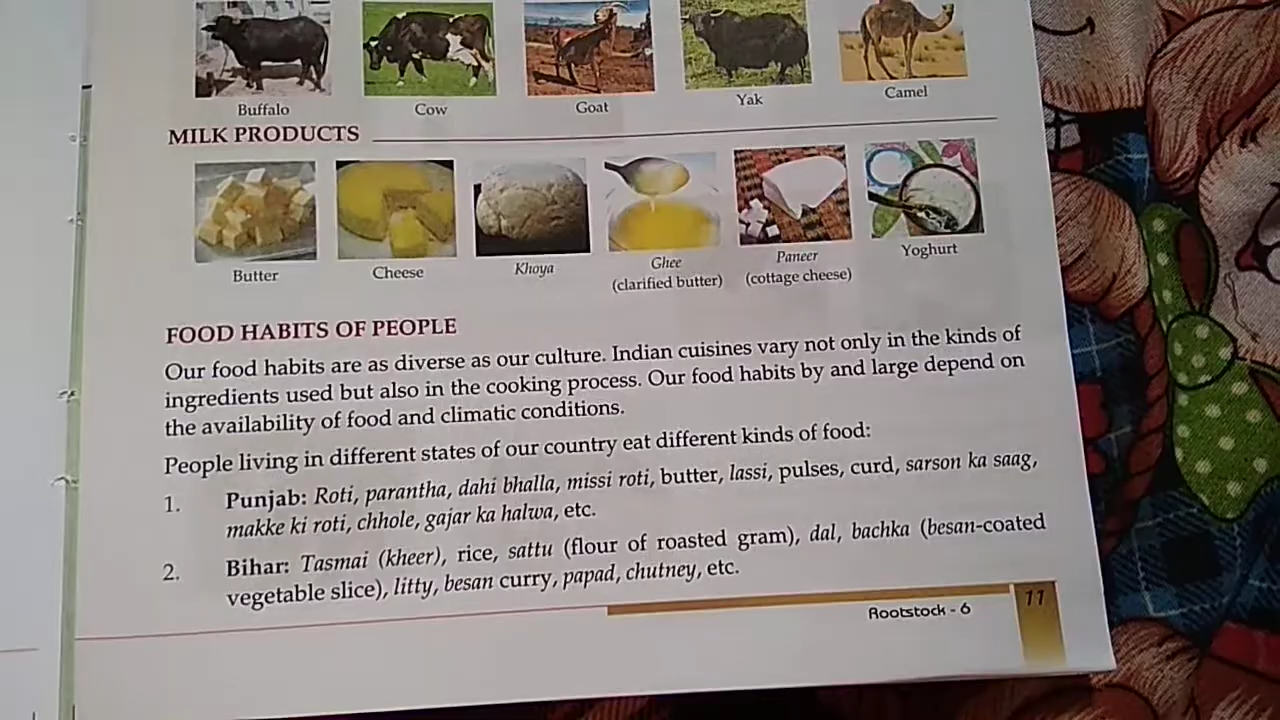 Buffalo Cow Goat Yak Camel
MILK PRODUCTS
Butter Cheese Khoya Ghee (clarified butter) Paneer (cottage cheese) Yoghurt
FOOD HABITS OF PEOPLE
Our food habits are as diverse as our culture. Indian cuisines vary not only in the kinds of
ingredients used but also in the cooking process. Our food habits by and large depend on
the availability of food and climatic conditions.
People living in different states of our country eat different kinds of food:
1. Punjab: Roti, parantha, dahi bhalla, missi roti, butter, lassi, pulses, curd, sarson ka saag,
makke ki roti, chhole, gajar ka halwa, etc.
2. Bihar: Tasmai (kheer), rice, sattu (flour of roasted gram), dal, bachka (besan-coated
vegetable slice), litty, besan curry, papad, chutney, etc.
Rootstock - 6 11